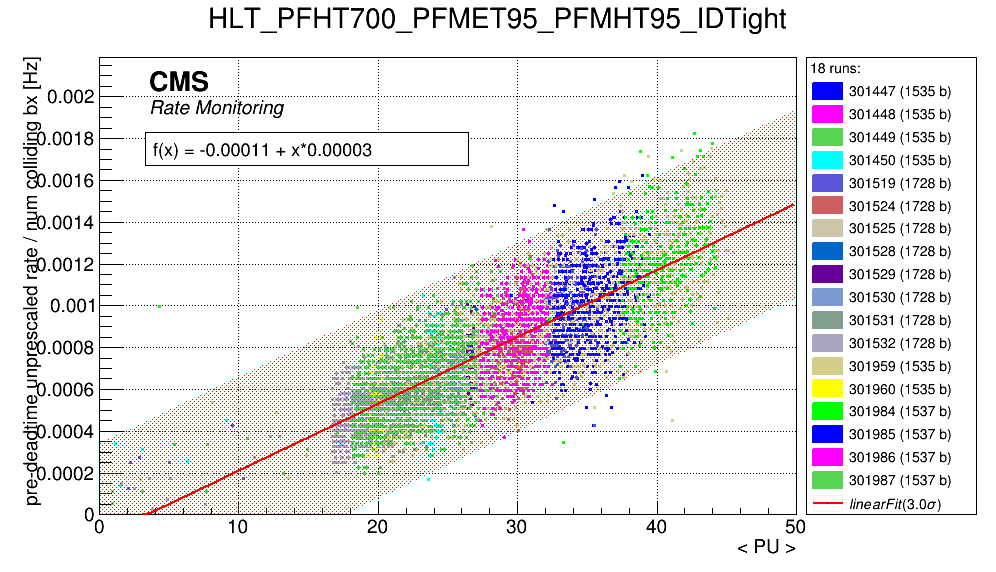 HLT_PFHT700_PFMET95_PFMHT95_IDTight
pre-deadtime unprescaled rate / num colliding bx [Hz]
CMS
Rate Monitoring
f(x) = -0.00011 + x*0.00003
0.002
0.0018
0.0016
0.0014
0.0012
0.001
0.0008
0.0006
0.0004
0.0002
0
0 10 20 30 40 50
< PU >
18 runs:
301447 (1535 b)
301448 (1535 b)
301449 (1535 b)
301450 (1535 b)
301519 (1728 b)
301524 (1728 b)
301525 (1728 b)
301528 (1728 b)
301529 (1728 b)
301530 (1728 b)
301531 (1728 b)
301532 (1728 b)
301959 (1535 b)
301960 (1535 b)
301984 (1537 b)
301985 (1537 b)
301986 (1537 b)
301987 (1537 b)
linearFit(3.0σ)